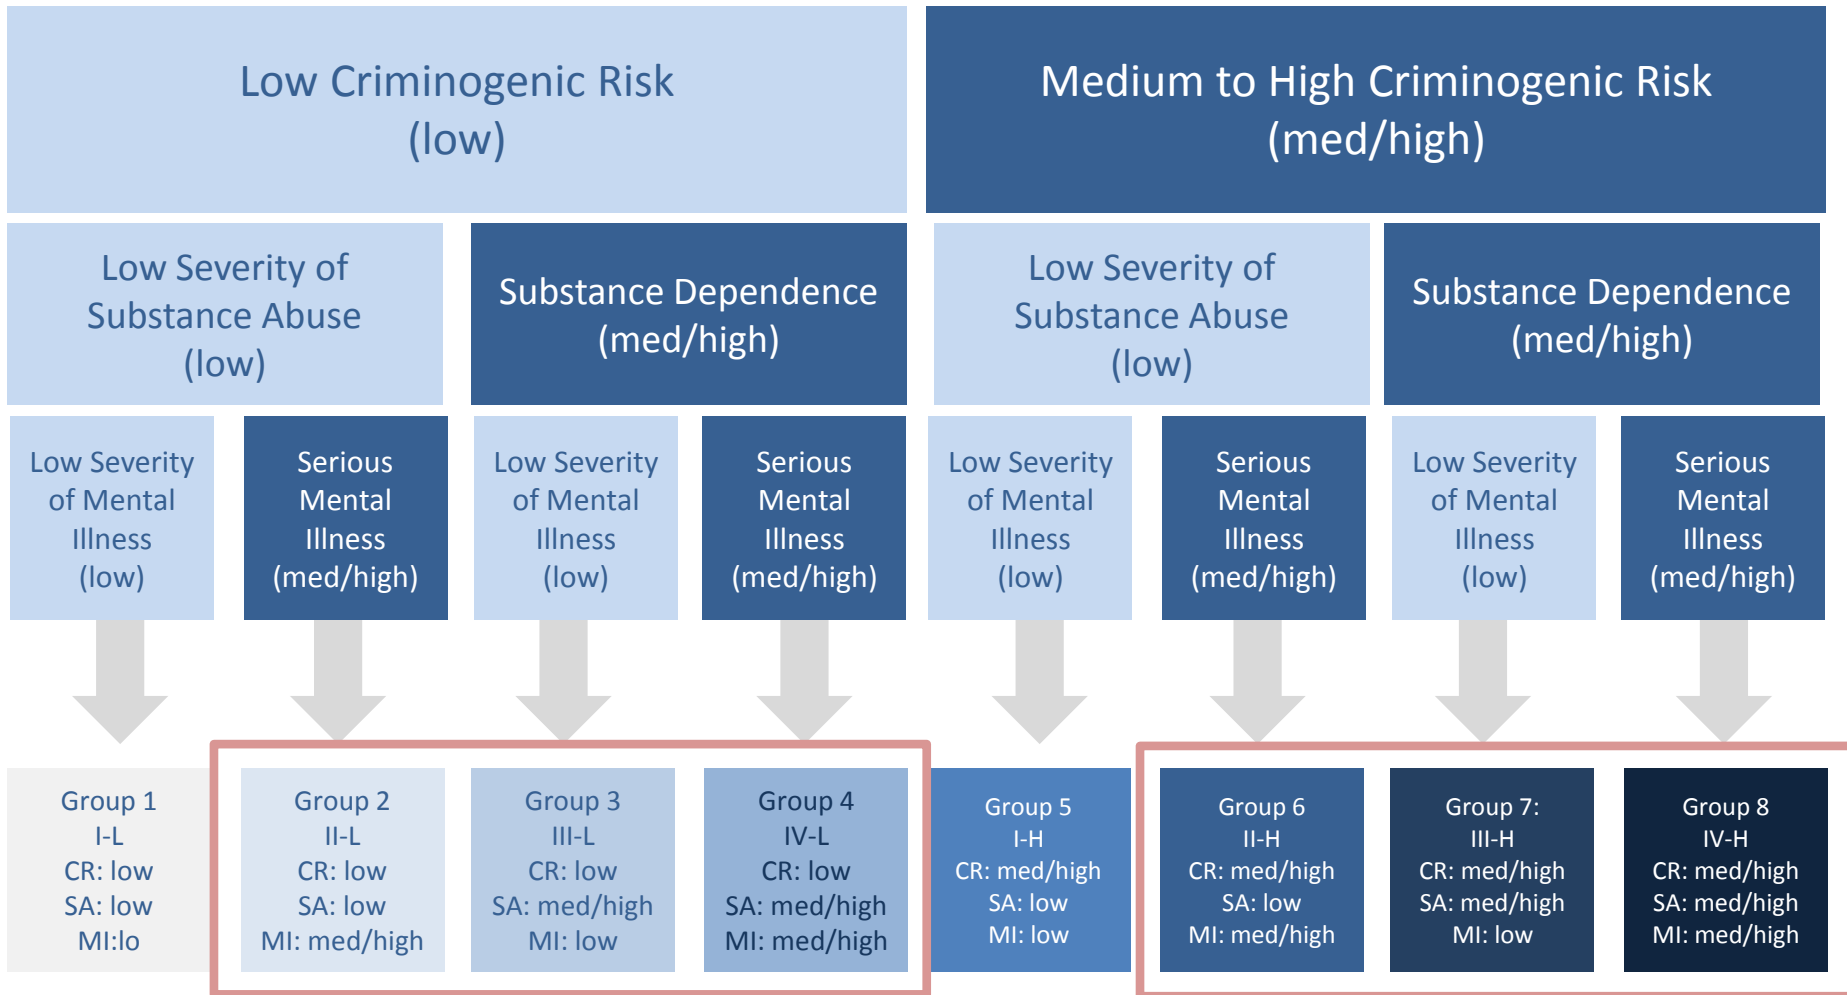 Low Criminogenic Risk
(low)
Medium to High Criminogenic Risk
(med/high)
Low Severity of
Substance Abuse
(low)
Substance Dependence
(med/high)
Low Severity of
Substance Abuse
(low)
Substance Dependence
(med/high)
Low Severity
of Mental
Illness
(low)
Serious
Mental
Illness
(med/high)
Low Severity
of Mental
Illness
(low)
Serious
Mental
Illness
(med/high)
Low Severity
of Mental
Illness
(low)
Serious
Mental
Illness
(med/high)
Low Severity
of Mental
Illness
(low)
Serious
Mental
Illness
(med/high)
Group 1
I-L
CR: low
SA: low
MI:lo
Group 2
II-L
CR: low
SA: low
MI: med/high
Group 3
III-L
CR: low
SA: med/high
MI: low
Group 4
IV-L
CR: low
SA: med/high
MI: med/high
Group 5
I-H
CR: med/high
SA: low
MI: low
Group 6
II-H
CR: med/high
SA: low
MI: med/high
Group 7:
III-H
CR: med/high
SA: med/high
MI: low
Group 8
IV-H
CR: med/high
SA: med/high
MI: med/high